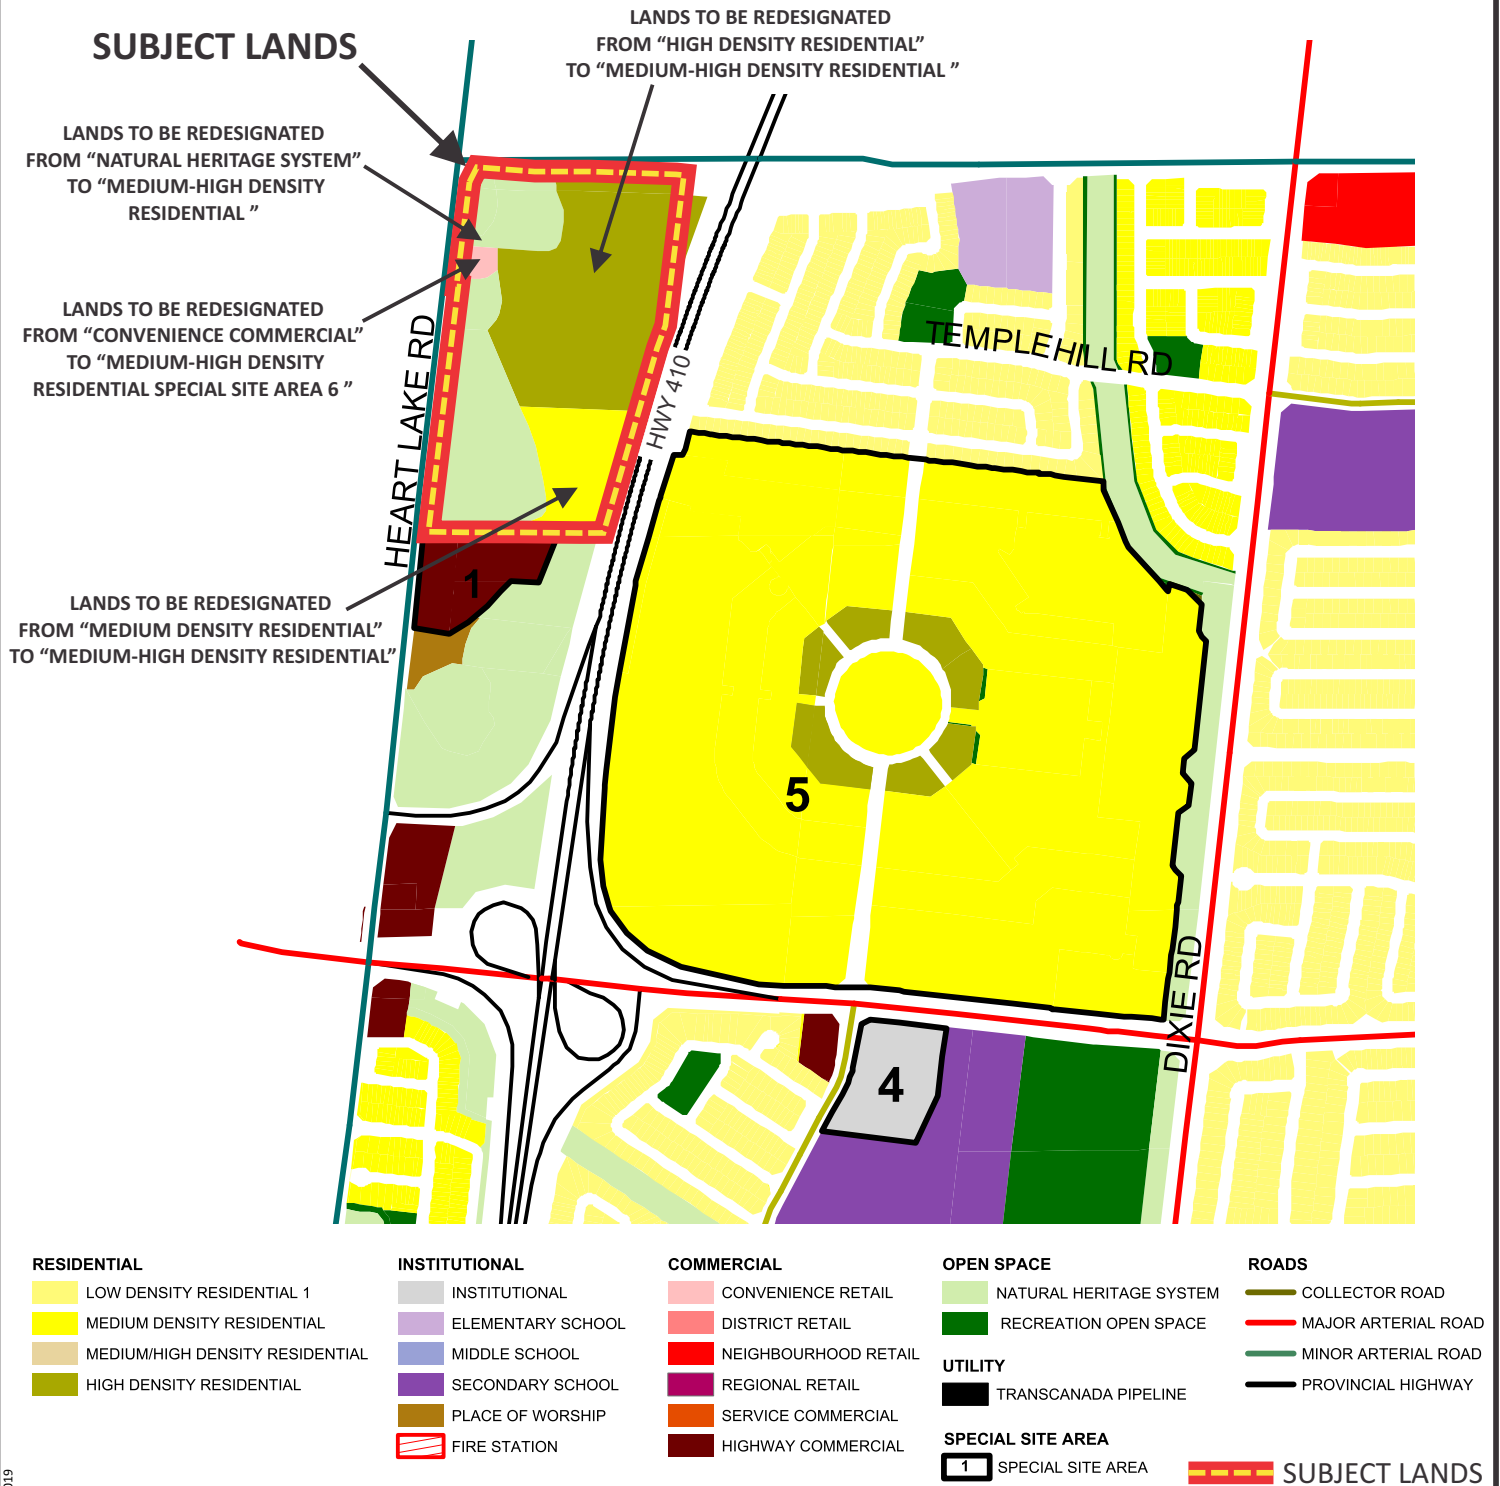 SUBJECT LANDS
LANDS TO BE REDESIGNATED
FROM “HIGH DENSITY RESIDENTIAL”
TO “MEDIUM-HIGH DENSITY RESIDENTIAL ”
LANDS TO BE REDESIGNATED
FROM “NATURAL HERITAGE SYSTEM”
TO “MEDIUM-HIGH DENSITY
RESIDENTIAL ”
LANDS TO BE REDESIGNATED
FROM “CONVENIENCE COMMERCIAL”
TO “MEDIUM-HIGH DENSITY
RESIDENTIAL SPECIAL SITE AREA 6 ”
HEART LAKE RD
HWY 410
TEMPLEHILL RD
1
LANDS TO BE REDESIGNATED
FROM “MEDIUM DENSITY RESIDENTIAL”
TO “MEDIUM-HIGH DENSITY RESIDENTIAL”
5
DIXIE RD
4
RESIDENTIAL
LOW DENSITY RESIDENTIAL 1
MEDIUM DENSITY RESIDENTIAL
MEDIUM/HIGH DENSITY RESIDENTIAL
HIGH DENSITY RESIDENTIAL
INSTITUTIONAL
INSTITUTIONAL
ELEMENTARY SCHOOL
MIDDLE SCHOOL
SECONDARY SCHOOL
PLACE OF WORSHIP
FIRE STATION
COMMERCIAL
CONVENIENCE RETAIL
DISTRICT RETAIL
NEIGHBOURHOOD RETAIL
REGIONAL RETAIL
SERVICE COMMERCIAL
HIGHWAY COMMERCIAL
OPEN SPACE
NATURAL HERITAGE SYSTEM
RECREATION OPEN SPACE
UTILITY
TRANSCANADA PIPELINE
SPECIAL SITE AREA
1 SPECIAL SITE AREA
ROADS
COLLECTOR ROAD
MAJOR ARTERIAL ROAD
MINOR ARTERIAL ROAD
PROVINCIAL HIGHWAY
SUBJECT LANDS